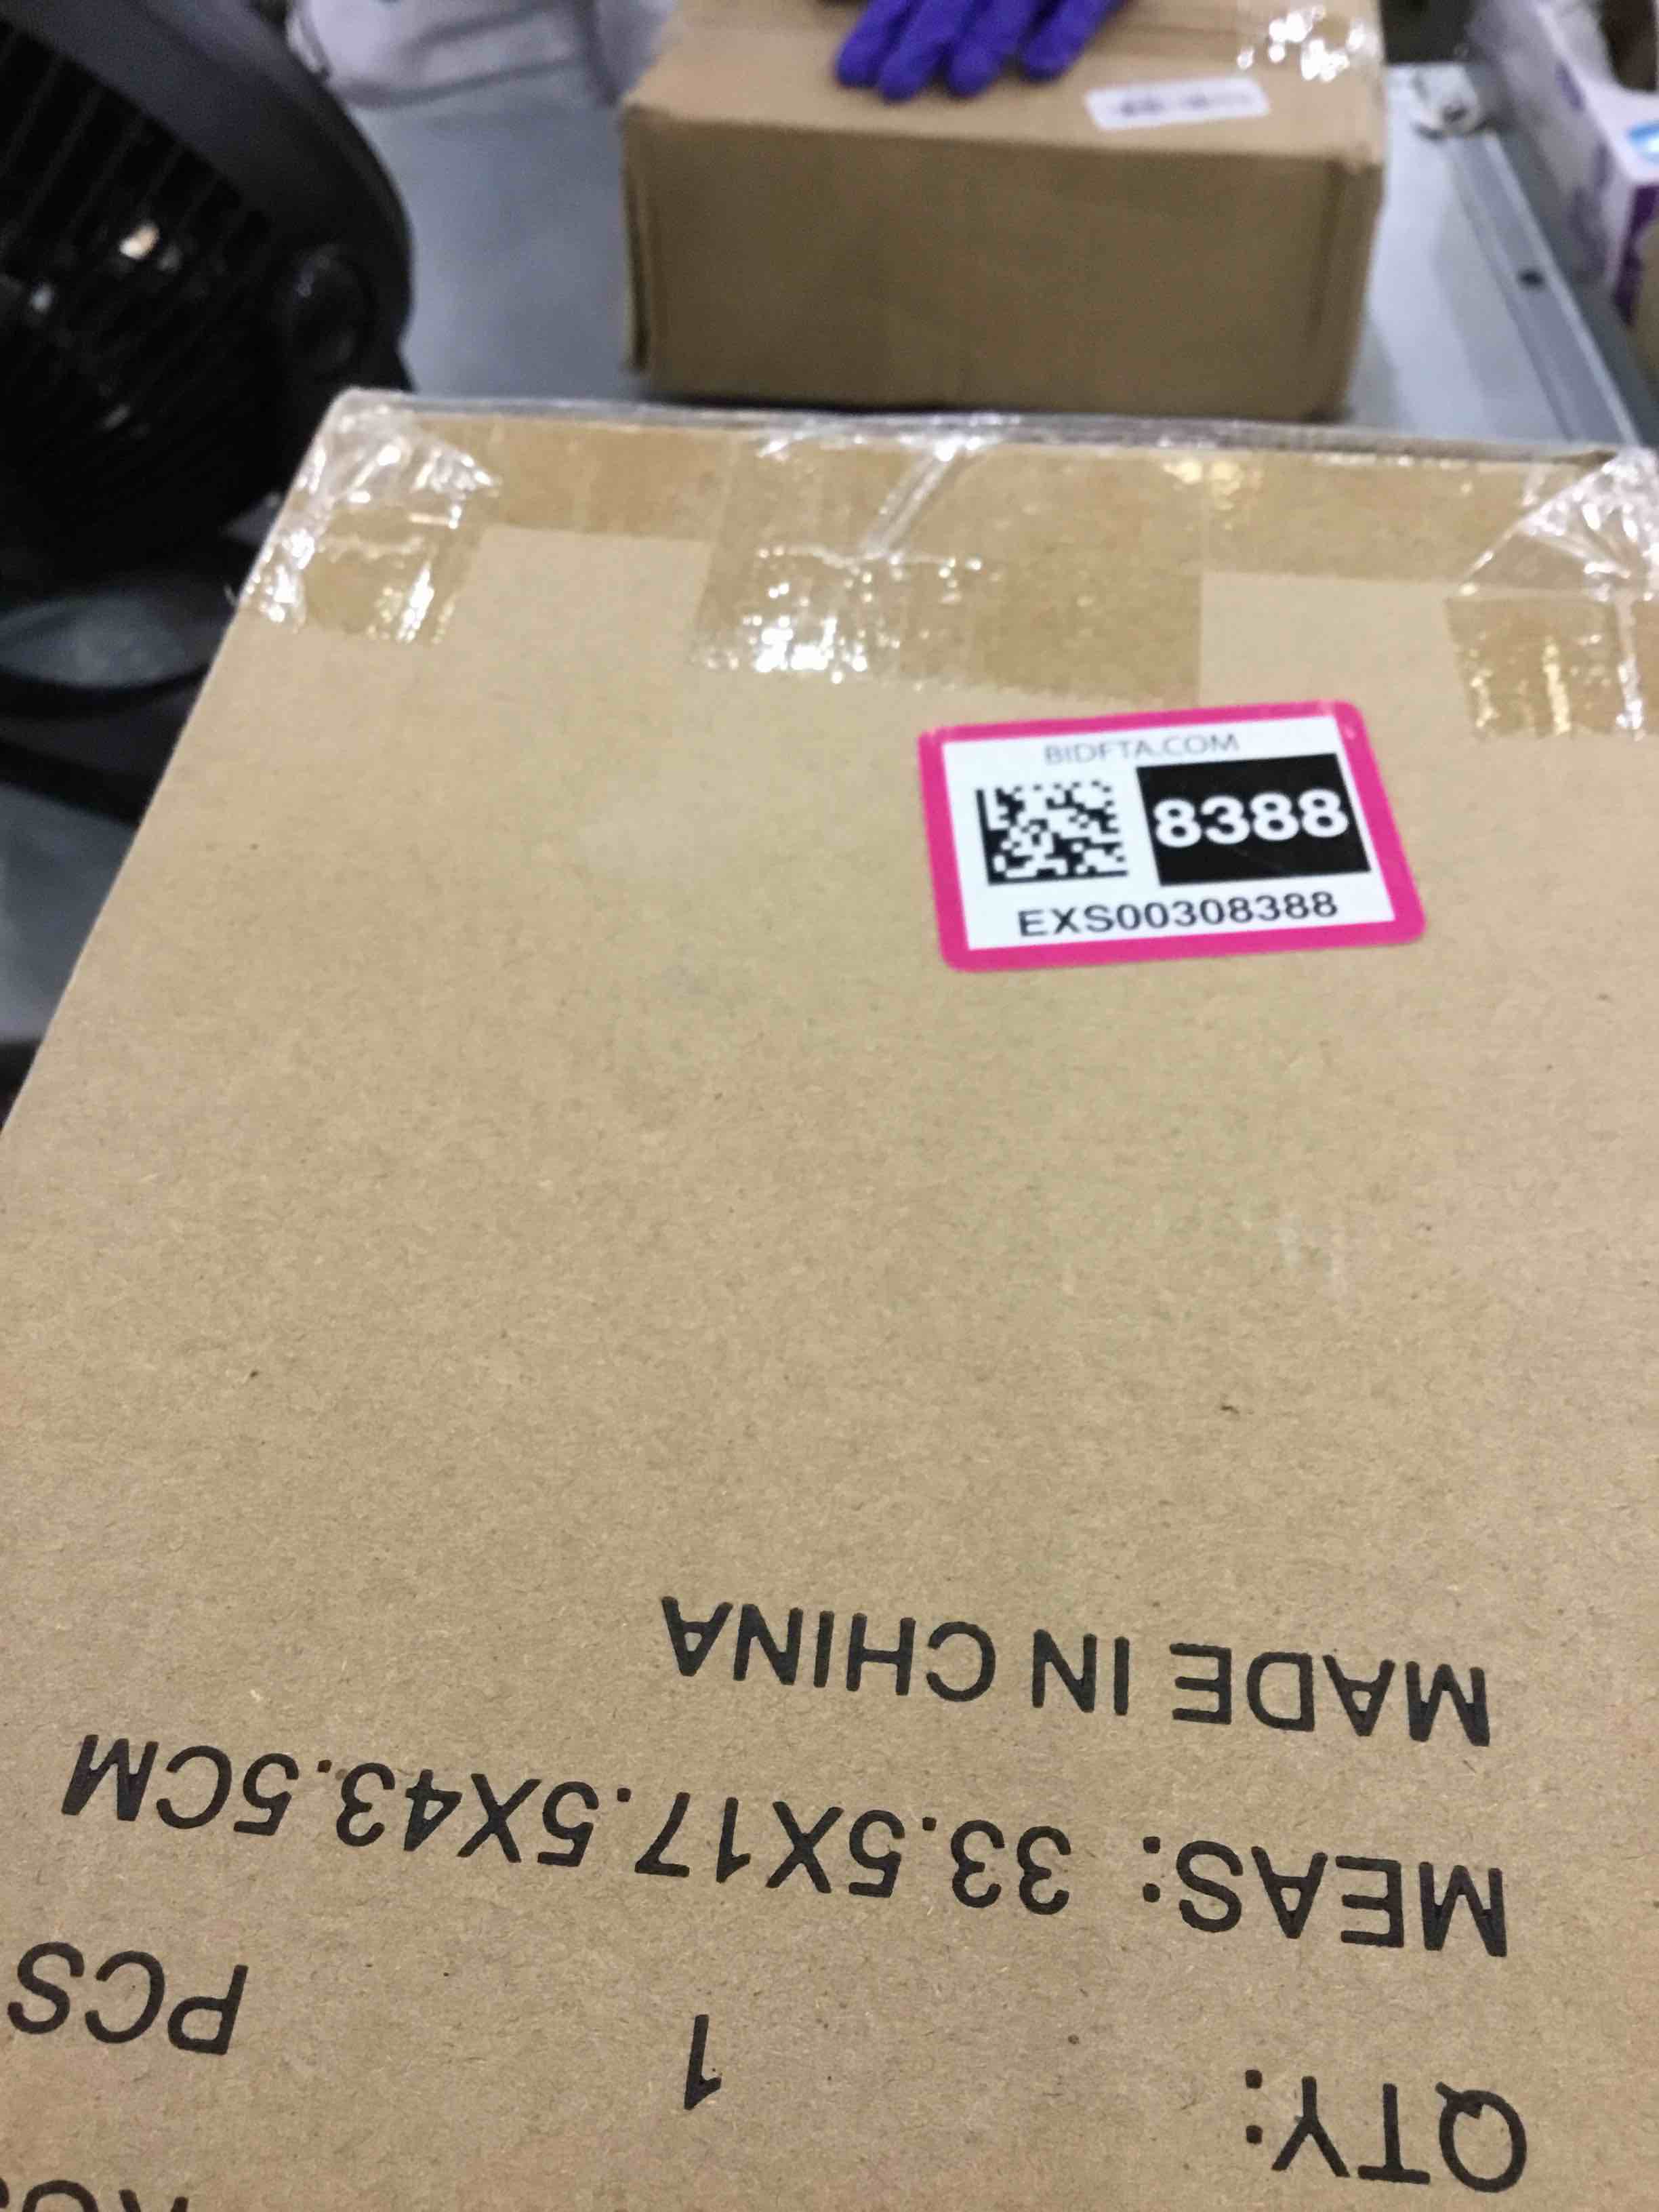 BIDFTA.COM
8388
EXS00308388
QTY: 1 PCS
MEAS: 33.5X17.5X43.5CM
MADE IN CHINA